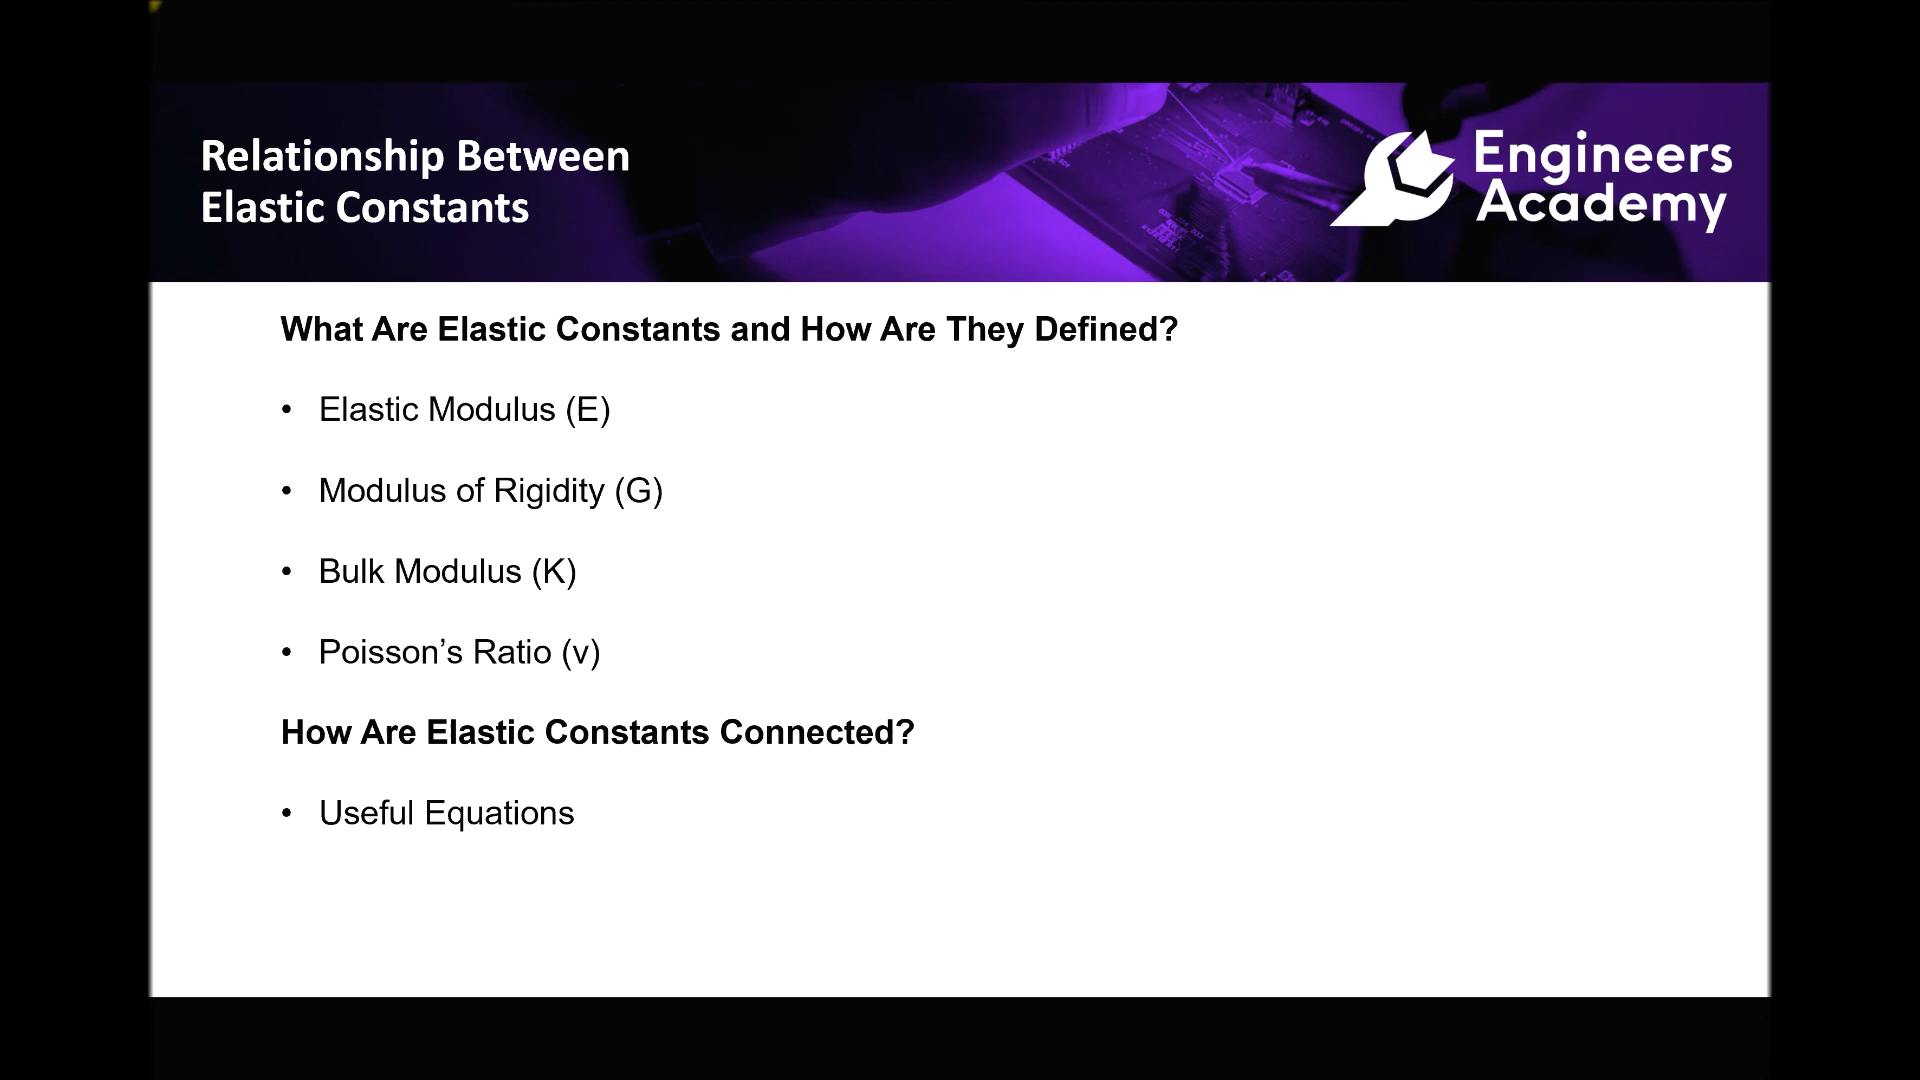 Relationship Between
Elastic Constants
Engineers
Academy
What Are Elastic Constants and How Are They Defined?
• Elastic Modulus (E)
• Modulus of Rigidity (G)
• Bulk Modulus (K)
• Poisson’s Ratio (v)
How Are Elastic Constants Connected?
• Useful Equations